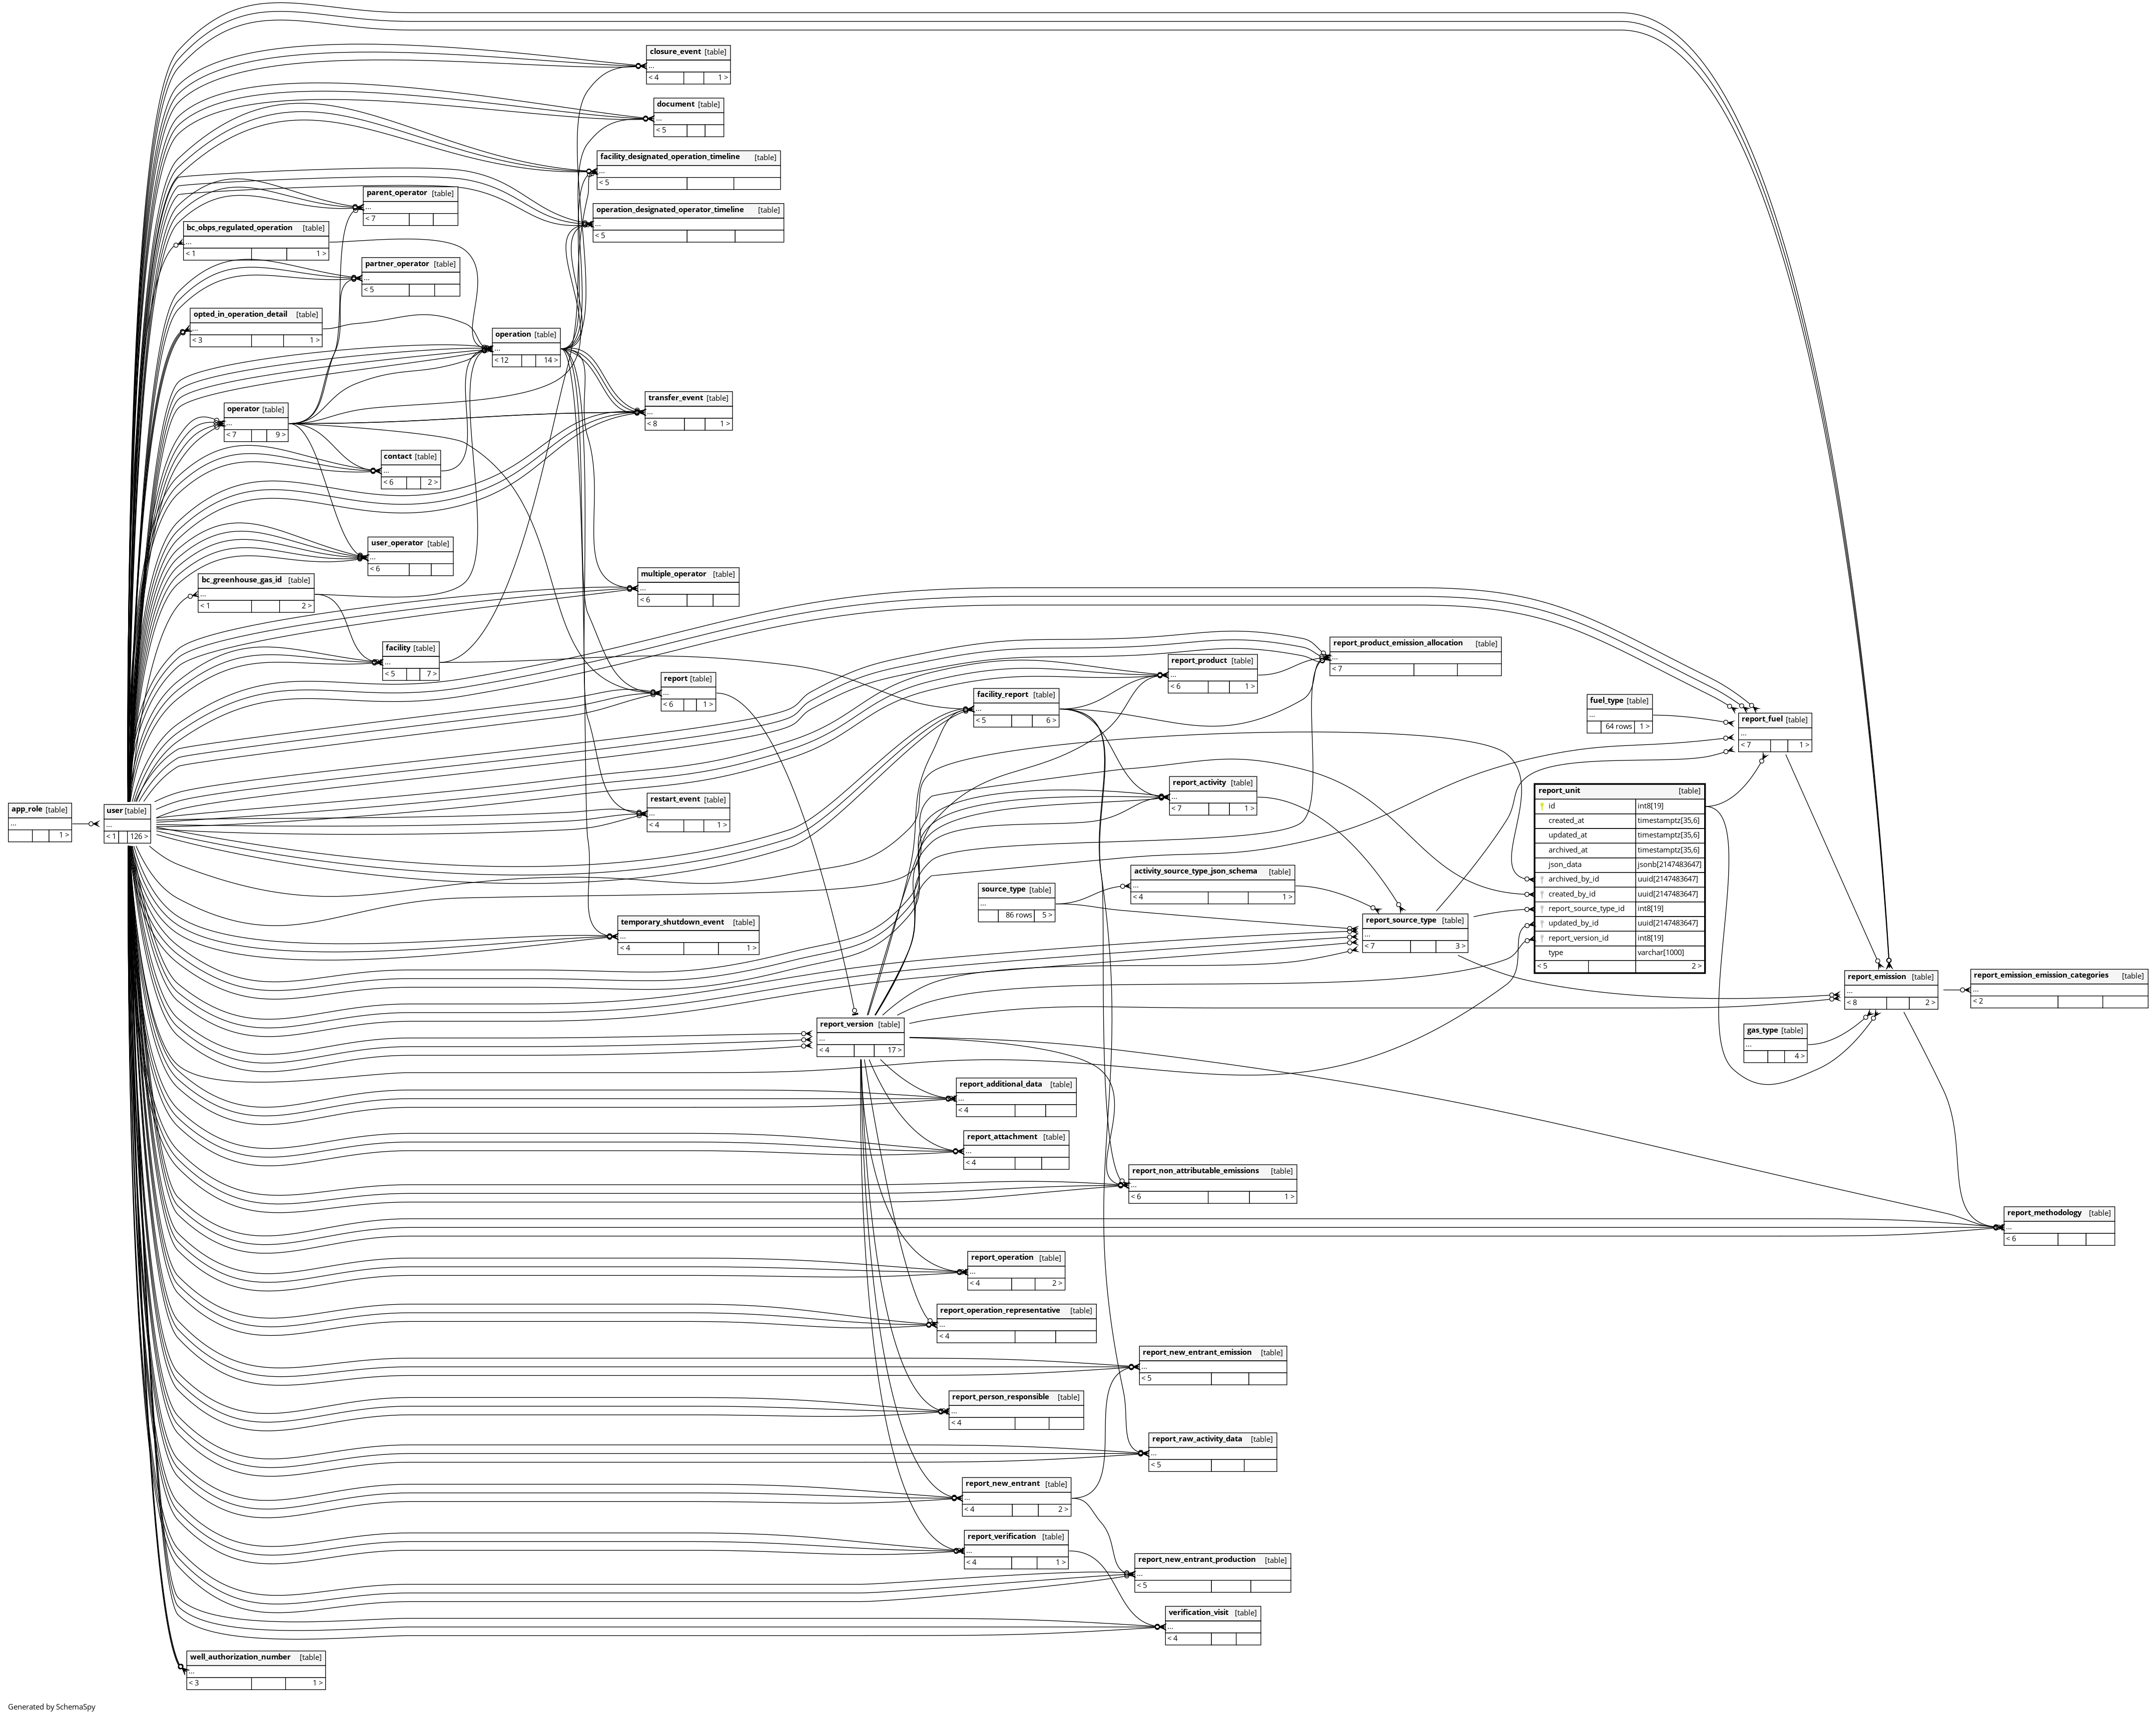 closure_event [table]
...
< 4 1 >
document [table]
...
< 5
facility_designated_operation_timeline [table]
...
< 5
parent_operator [table]
...
< 7
operation_designated_operator_timeline [table]
...
< 5
bc_obps_regulated_operation [table]
...
< 1 1 >
partner_operator [table]
...
< 5
opted_in_operation_detail [table]
...
< 3 1 >
operation [table]
...
< 12 14 >
transfer_event [table]
...
< 8 1 >
operator [table]
...
< 7 9 >
contact [table]
...
< 6 2 >
user_operator [table]
...
< 6
bc_greenhouse_gas_id [table]
...
< 1 2 >
multiple_operator [table]
...
< 6
facility [table]
...
< 5 7 >
report [table]
...
< 6 1 >
report_product_emission_allocation [table]
...
< 7
report_product [table]
...
< 6 1 >
facility_report [table]
...
< 5 6 >
fuel_type [table]
...
64 rows 1 >
report_fuel [table]
...
< 7 1 >
report_activity [table]
...
< 7 1 >
restart_event [table]
...
< 4 1 >
app_role [table]
...
1 >
user [table]
...
< 1 126 >
report_unit [table]
id int8[19]
created_at timestamptz[35,6]
updated_at timestamptz[35,6]
archived_at timestamptz[35,6]
json_data jsonb[2147483647]
archived_by_id uuid[2147483647]
created_by_id uuid[2147483647]
report_source_type_id int8[19]
updated_by_id uuid[2147483647]
report_version_id int8[19]
type varchar[1000]
< 5 2 >
activity_source_type_json_schema [table]
...
< 4 1 >
source_type [table]
...
86 rows 5 >
report_source_type [table]
...
< 7 3 >
temporary_shutdown_event [table]
...
< 4 1 >
report_emission [table]
...
< 8 2 >
report_emission_emission_categories [table]
...
< 2
gas_type [table]
...
4 >
report_version [table]
...
< 4 17 >
report_additional_data [table]
...
< 4
report_attachment [table]
...
< 4
report_non_attributable_emissions [table]
...
< 6 1 >
report_methodology [table]
...
< 6
report_operation [table]
...
< 4 2 >
report_operation_representative [table]
...
< 4
report_new_entrant_emission [table]
...
< 5
report_person_responsible [table]
...
< 4
report_raw_activity_data [table]
...
< 5
report_new_entrant [table]
...
< 4 2 >
report_verification [table]
...
< 4 1 >
report_new_entrant_production [table]
...
< 5
verification_visit [table]
...
< 4
well_authorization_number [table]
...
< 3 1 >
Generated by SchemaSpy